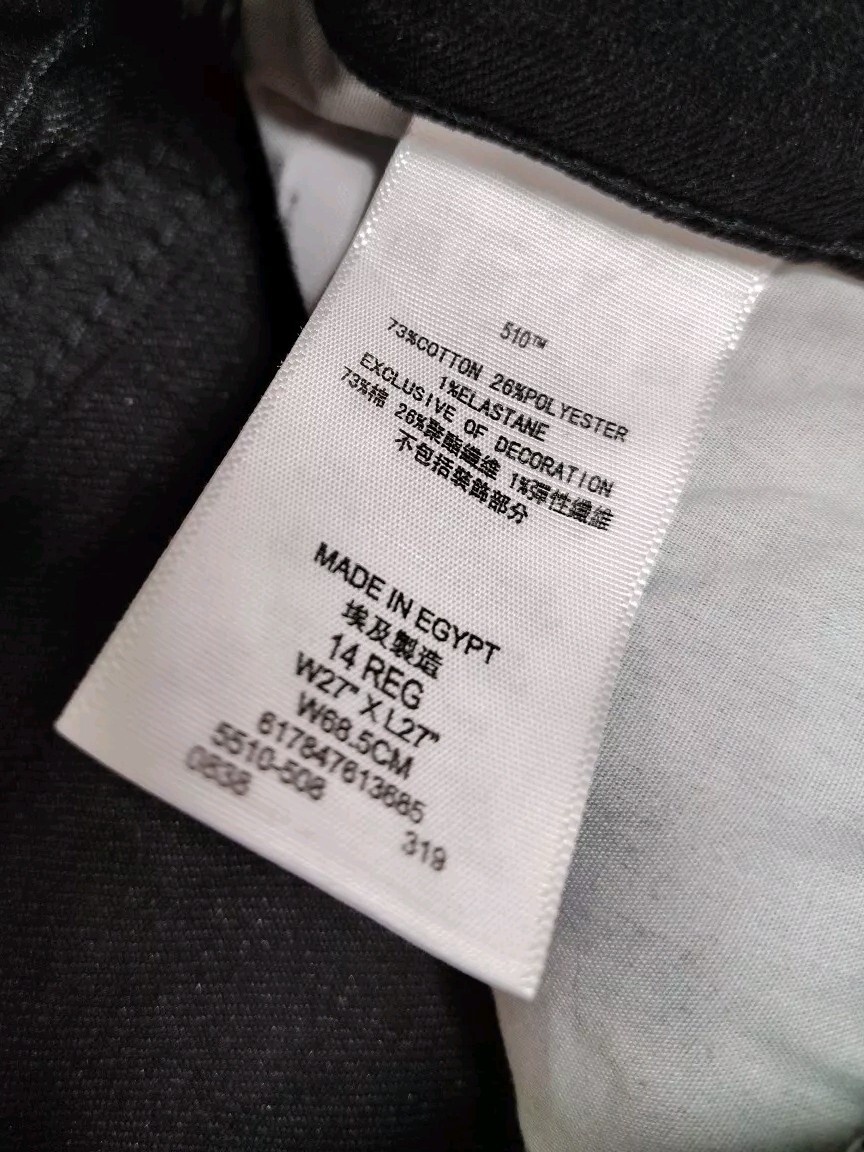 510™
73%COTTON 26%POLYESTER
1%ELASTANE
EXCLUSIVE OF DECORATION
73%棉 26%聚酯纖維 1%彈性纖維
不包括裝飾部分
MADE IN EGYPT
埃及製造
14 REG
W27" X L27"
W68.5CM
617847613685
5510-508
0838
319